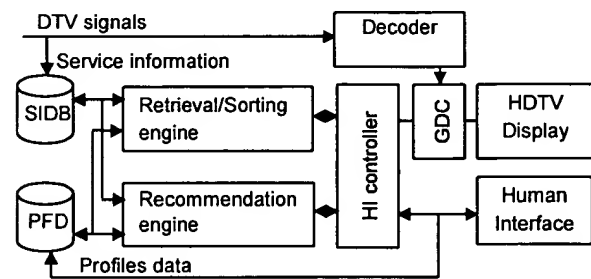 DTV signals
Decoder
Service information
SIDB
Retrieval/Sorting
engine
HI controller
GDC
HDTV
Display
PFD
Recommendation
engine
Human
Interface
Profiles data